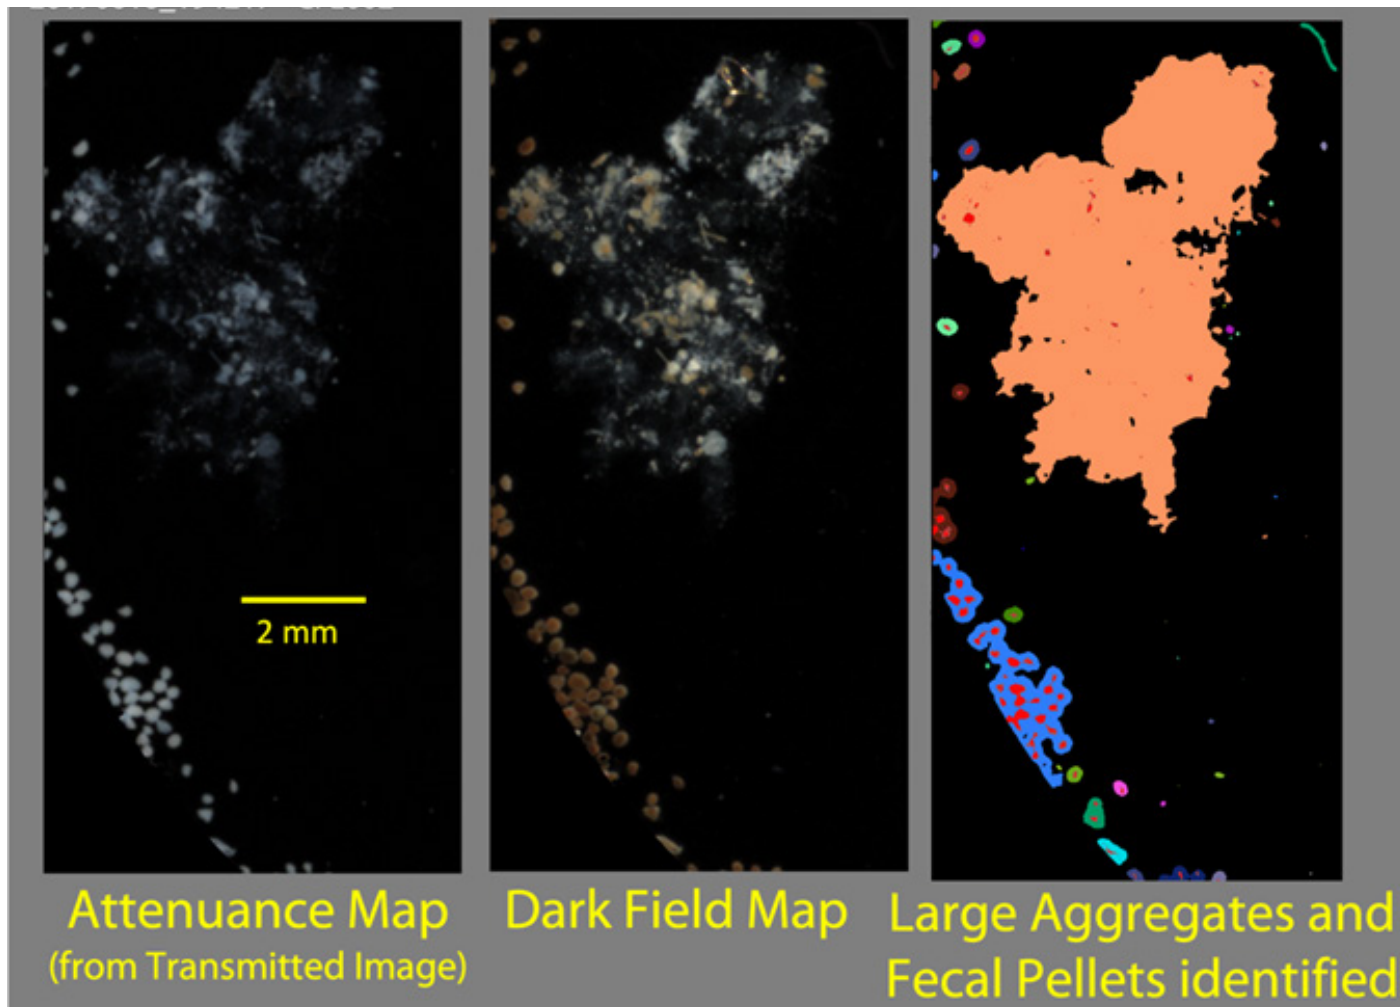 2 mm
Attenuance Map
(from Transmitted Image)
Dark Field Map
Large Aggregates and
Fecal Pellets identified